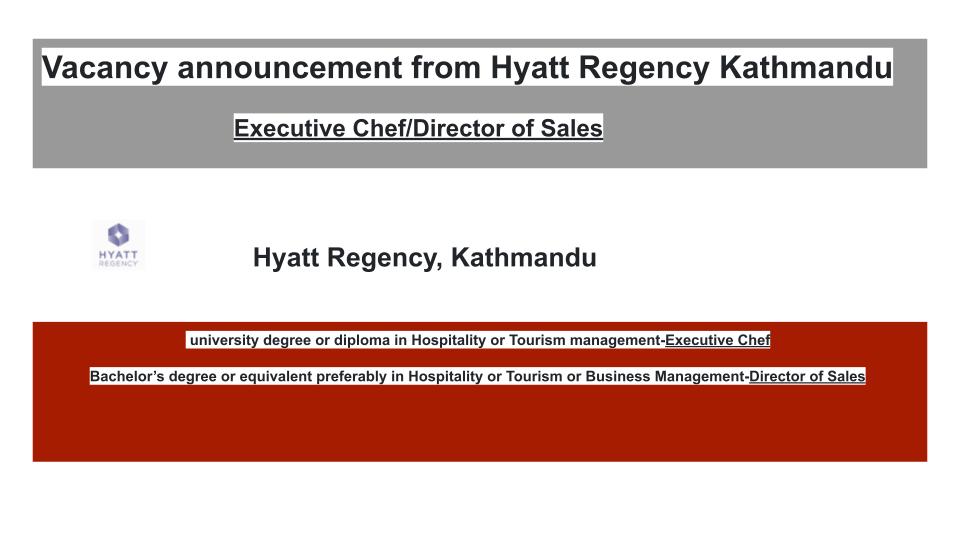 Vacancy announcement from Hyatt Regency Kathmandu
Executive Chef/Director of Sales
HYATT
REGENCY
Hyatt Regency, Kathmandu
university degree or diploma in Hospitality or Tourism management-Executive Chef
Bachelor’s degree or equivalent preferably in Hospitality or Tourism or Business Management-Director of Sales